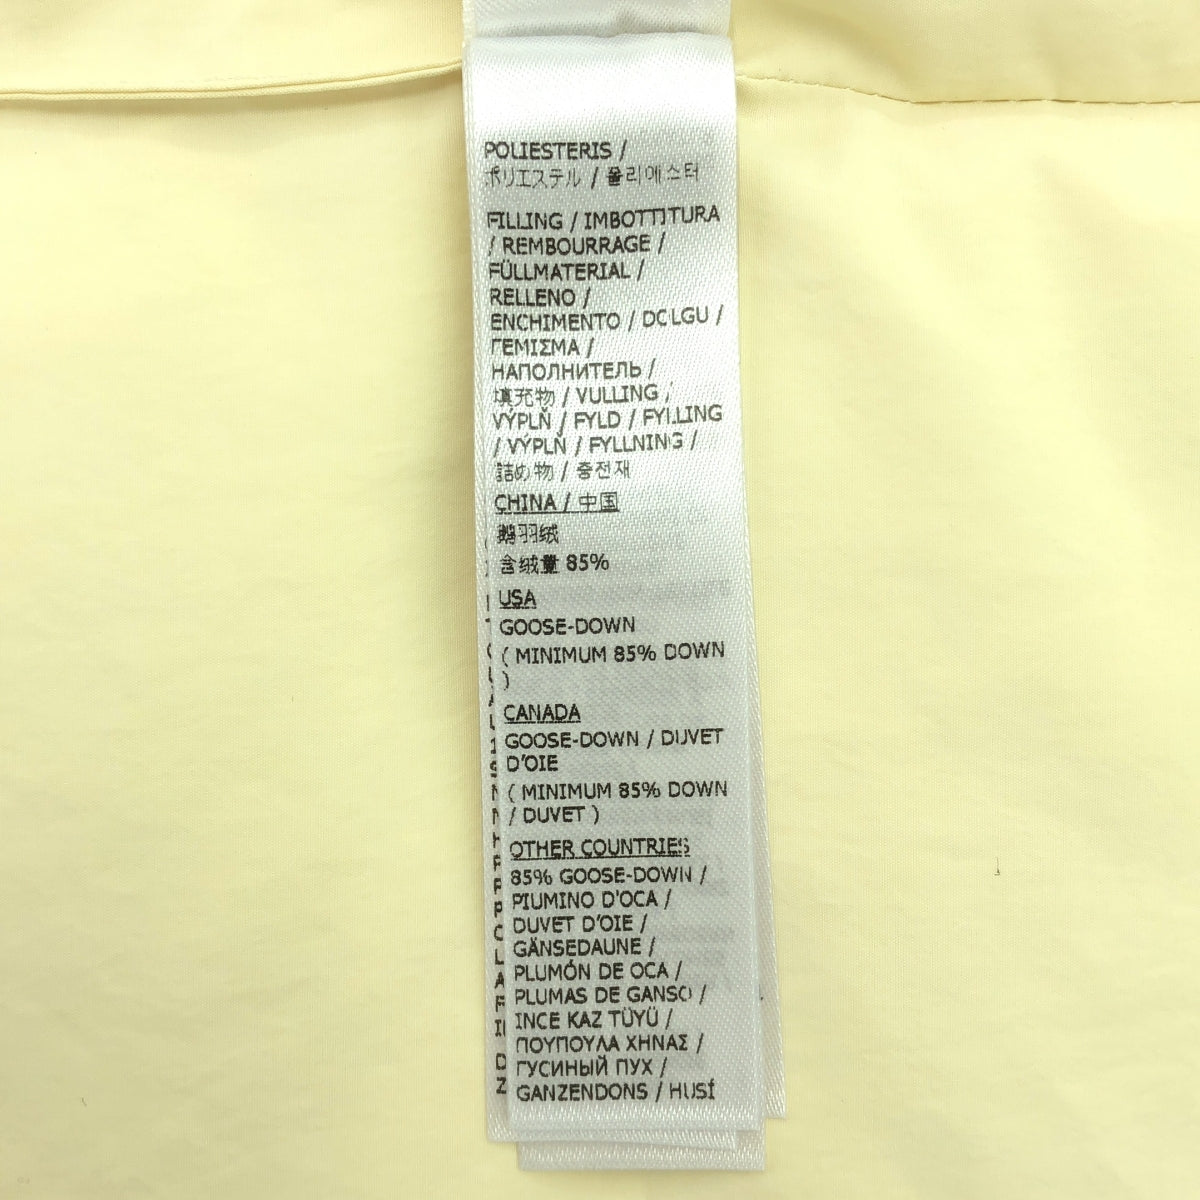 POLIESTERIS /
ポリエステル / 폴리에스터
FILLING / IMBOTTITURA
/ REMBOURRAGE /
FÜLLMATERIAL /
RELLENO /
ENCHIMENTO / DOLGU /
ΓΕΜΙΣΜΑ /
НАПОЛНИТЕЛЬ /
填充物 / VULLING /
VÝPLŇ / FYLD / FYLLING
/ VÝPLŇ / FYLLNING /
詰め物 / 충전재
CHINA / 中国
鹅羽绒
含绒量 85%
USA
GOOSE-DOWN
( MINIMUM 85% DOWN
)
CANADA
GOOSE-DOWN / DUVET
D'OIE
( MINIMUM 85% DOWN
/ DUVET )
OTHER COUNTRIES
85% GOOSE-DOWN /
PIUMINO D'OCA /
DUVET D'OIE /
GÄNSEDAUNE /
PLUMÓN DE OCA /
PLUMAS DE GANSO /
INCE KAZ TÜYÜ /
ΠΟΥΠΟΥΛΑ ΧΗΝΑΣ /
ГУСИНЫЙ ПУХ /
GANZENDONS / HUSÍ